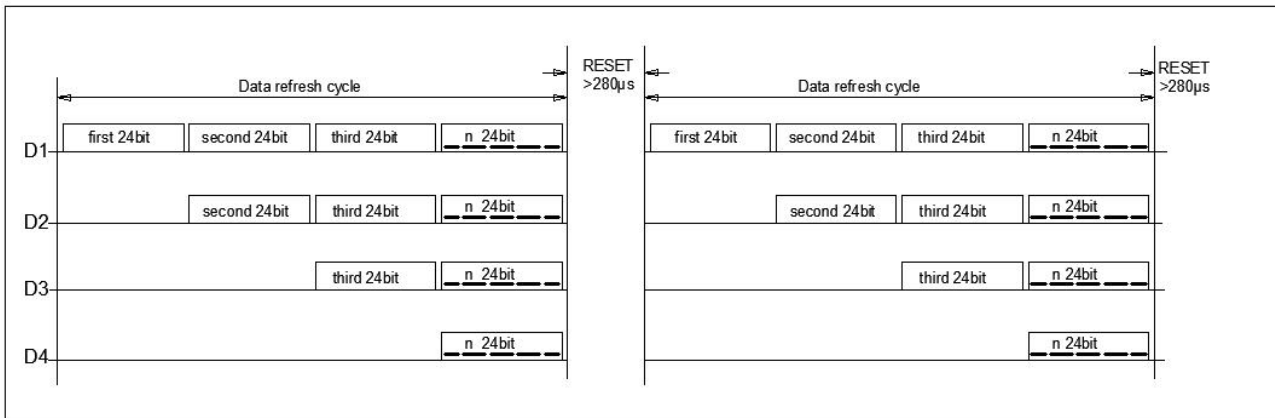 RESET
>280µs
RESET
>280µs
Data refresh cycle
Data refresh cycle
D1
first 24bit
second 24bit
third 24bit
n 24bit
first 24bit
second 24bit
third 24bit
n 24bit
D2
second 24bit
third 24bit
n 24bit
second 24bit
third 24bit
n 24bit
D3
third 24bit
n 24bit
third 24bit
n 24bit
D4
n 24bit
n 24bit